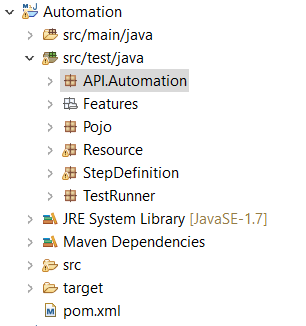 Automation
src/main/java
src/test/java
API.Automation
Features
Pojo
Resource
StepDefinition
TestRunner
JRE System Library [JavaSE-1.7]
Maven Dependencies
src
target
pom.xml